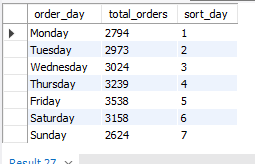 order_day total_orders sort_day
Monday 2794 1
Tuesday 2973 2
Wednesday 3024 3
Thursday 3239 4
Friday 3538 5
Saturday 3158 6
Sunday 2624 7
Result 27